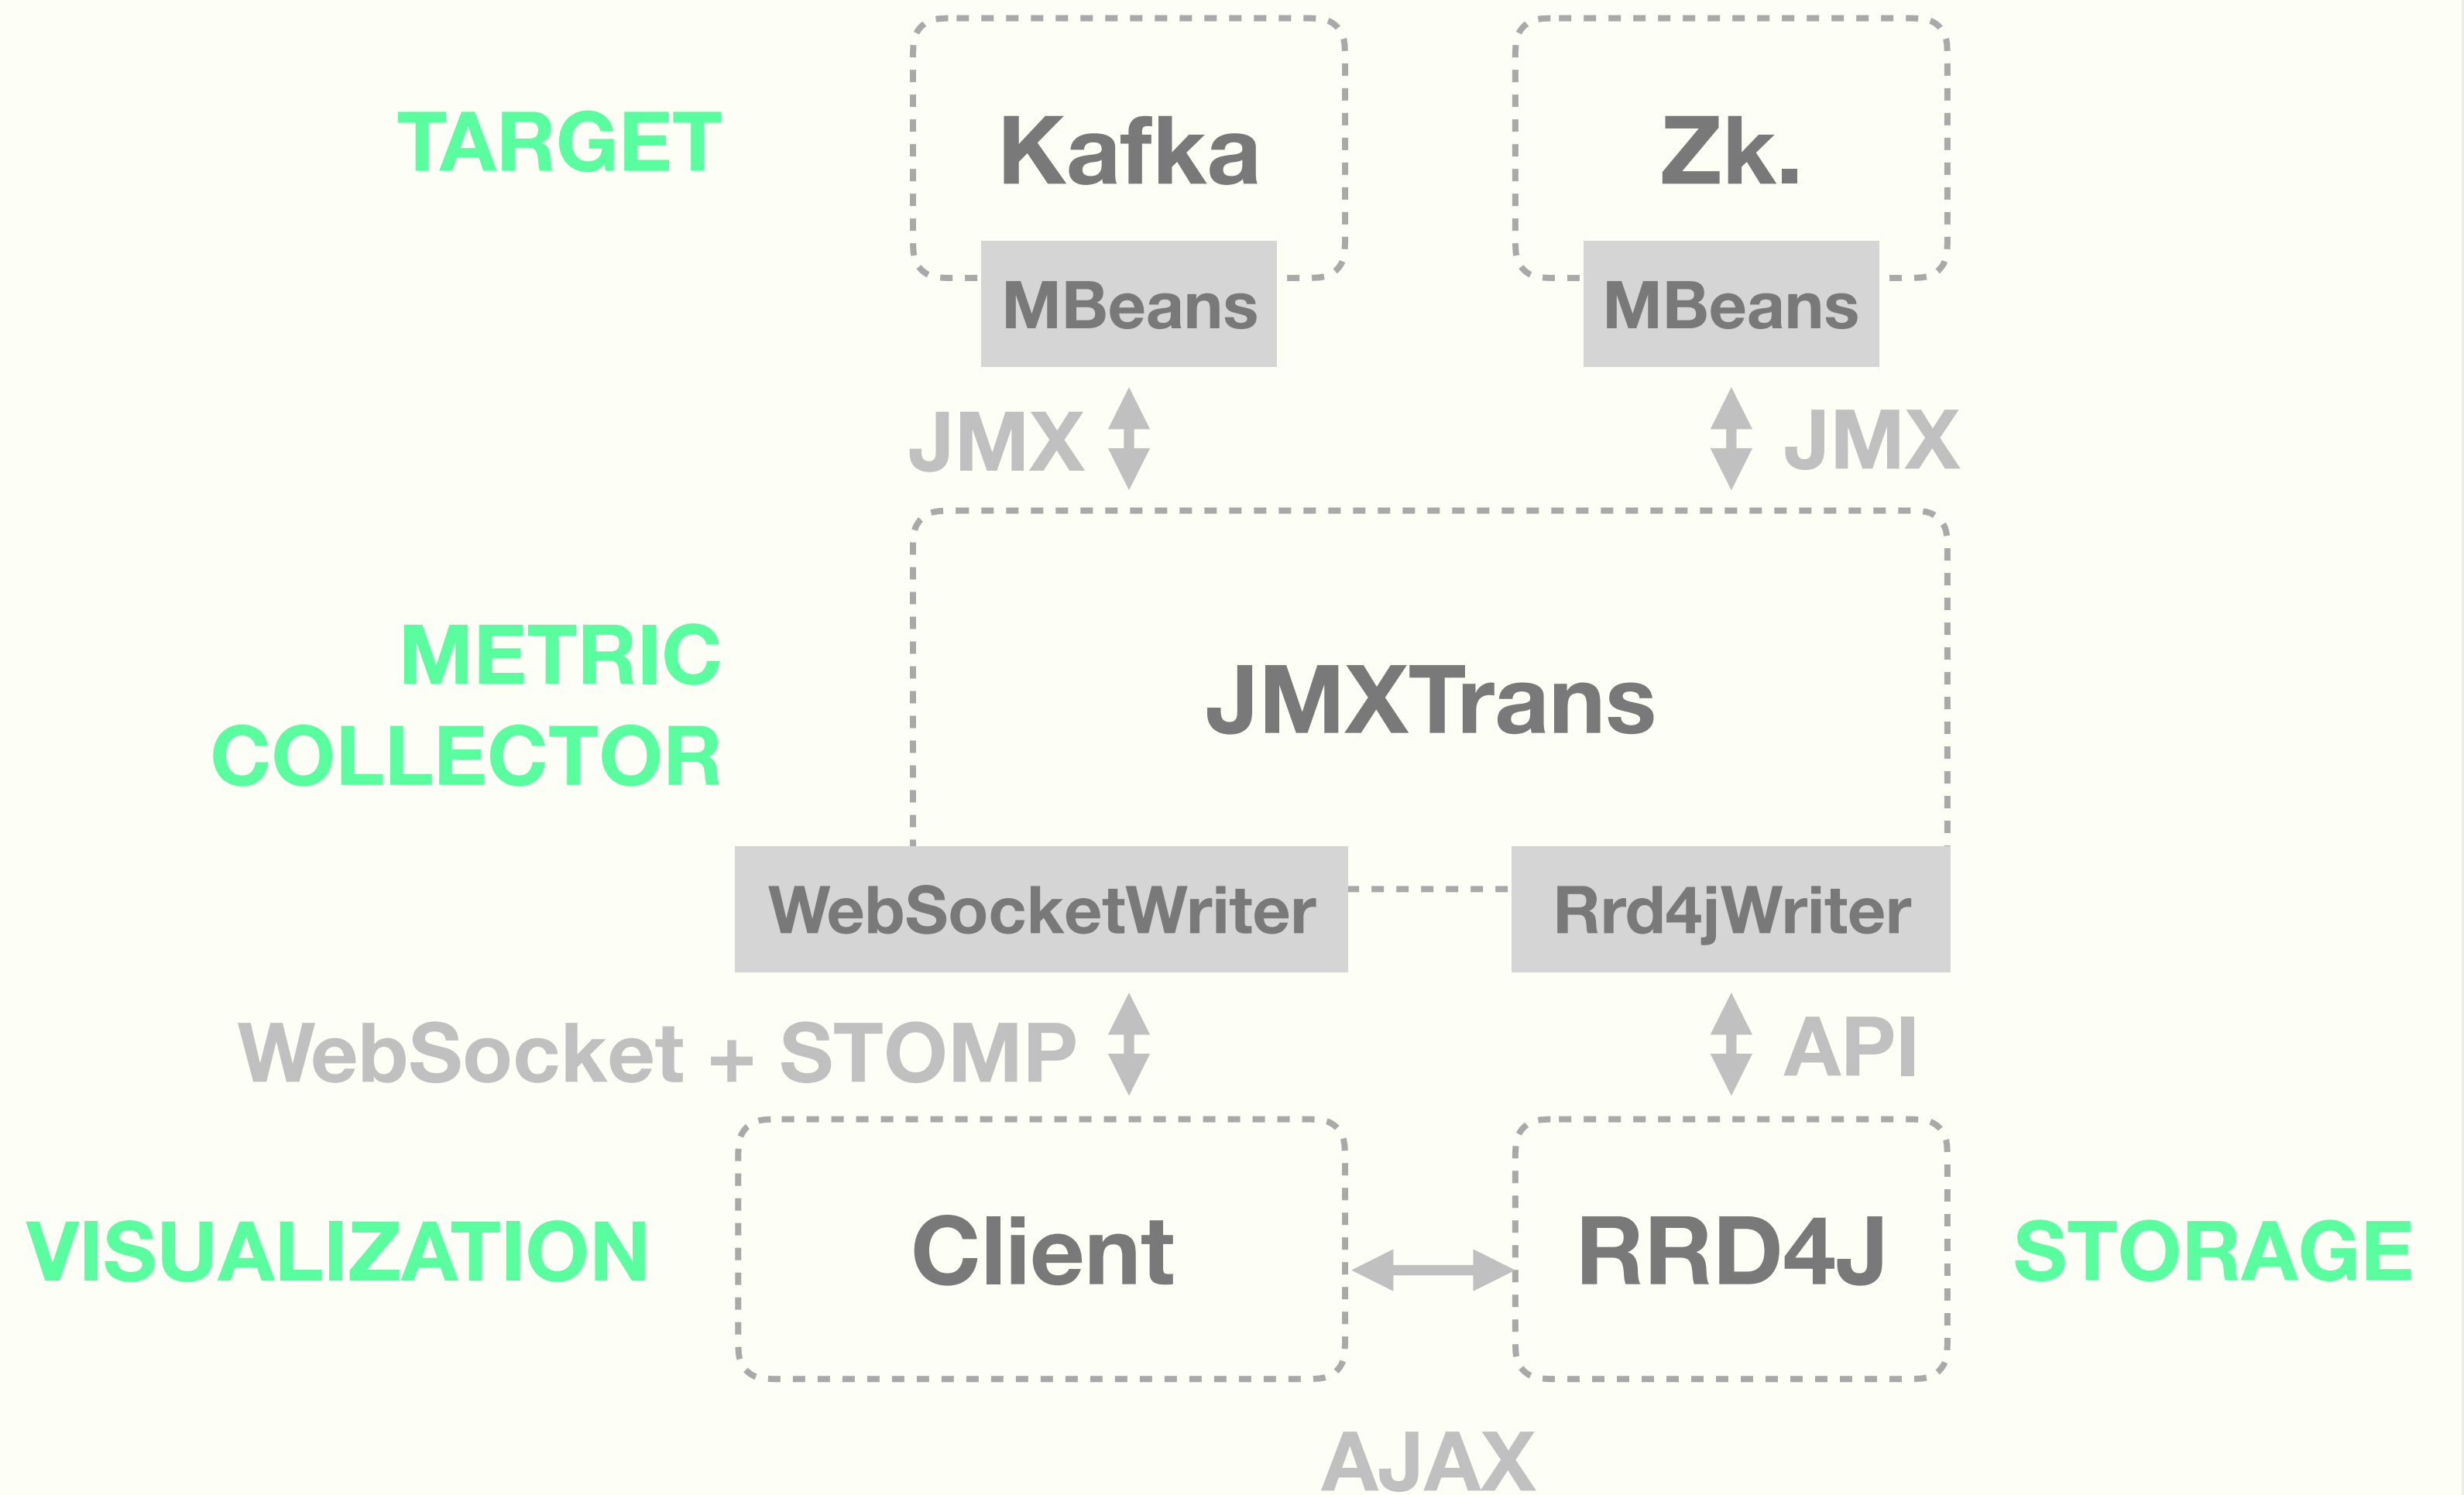 TARGET
Kafka
Zk.
MBeans
MBeans
JMX
JMX
METRIC
COLLECTOR
JMXTrans
WebSocketWriter
Rrd4jWriter
WebSocket + STOMP
API
VISUALIZATION
Client
RRD4J
STORAGE
AJAX